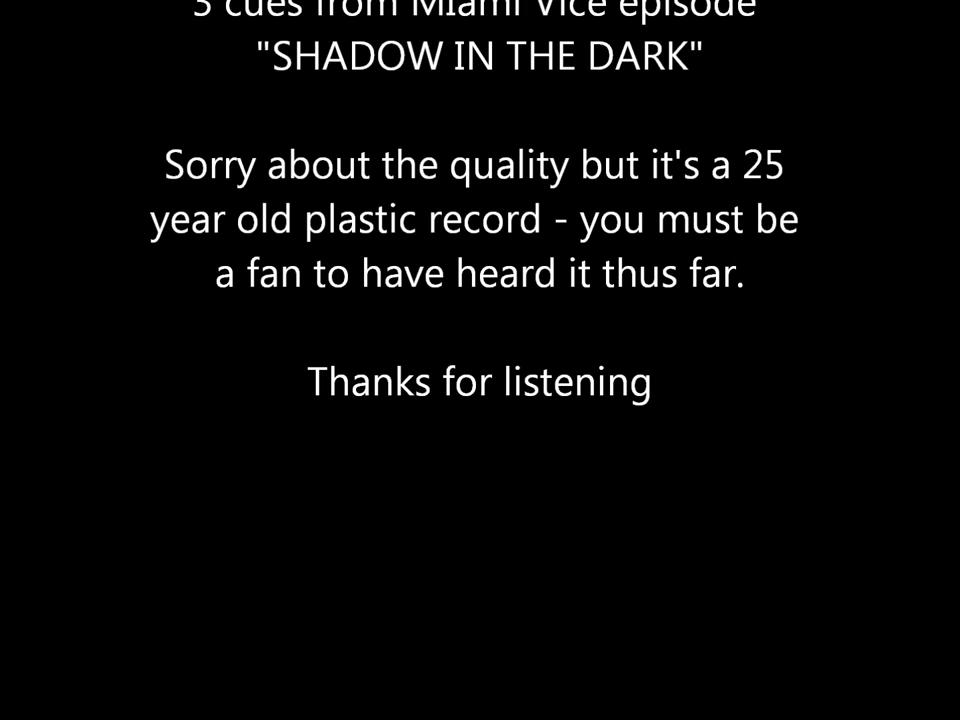 3 cues from MIami Vice episode
"SHADOW IN THE DARK"
Sorry about the quality but it's a 25
year old plastic record - you must be
a fan to have heard it thus far.
Thanks for listening